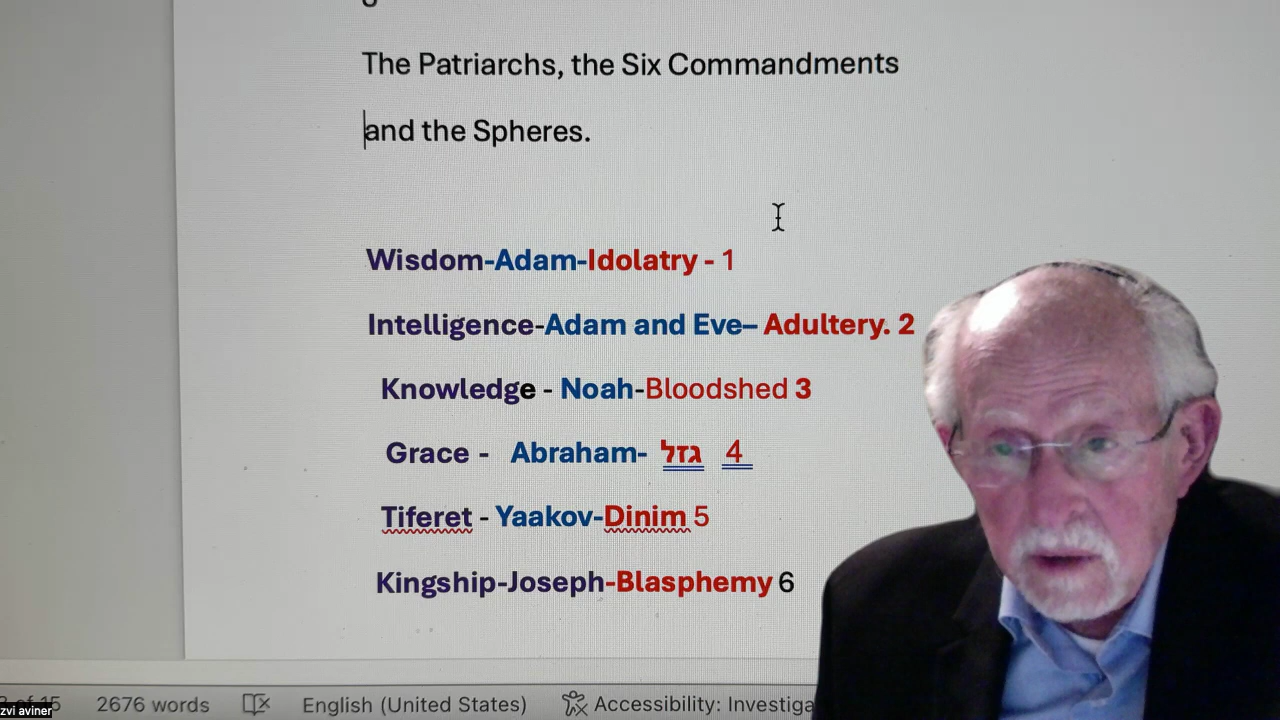 The Patriarchs, the Six Commandments
and the Spheres.
Wisdom-Adam-Idolatry - 1
Intelligence-Adam and Eve– Adultery. 2
Knowledge - Noah-Bloodshed 3
Grace - Abraham- גזל 4
Tiferet - Yaakov-Dinim 5
Kingship-Joseph-Blasphemy 6
of 15 2676 words English (United States) Accessibility: Investiga
zvi aviner